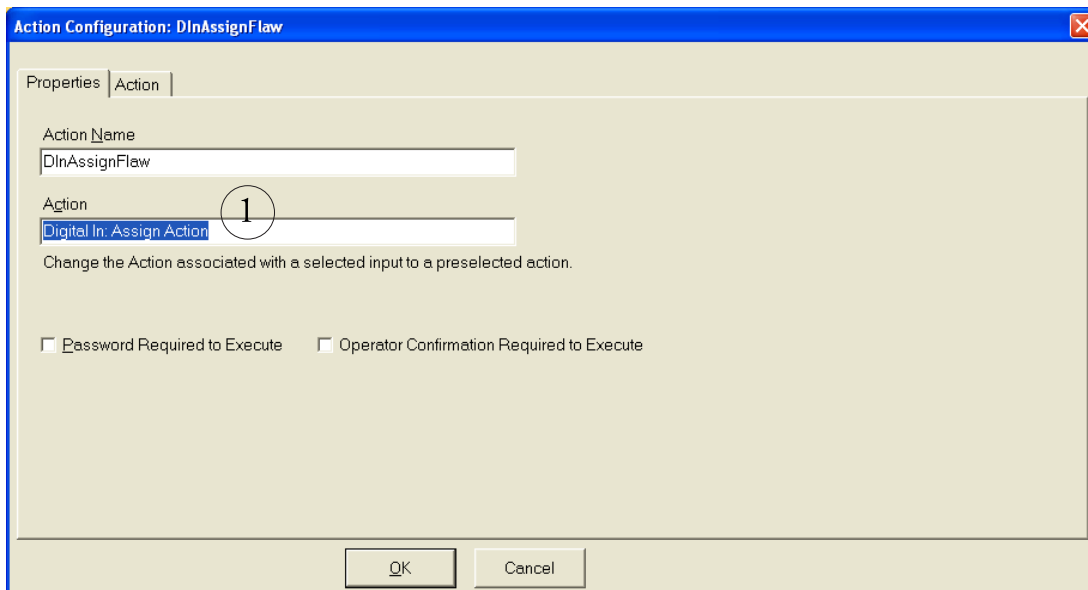 Action Configuration: DInAssignFlaw
Properties Action
Action Name
DInAssignFlaw
Action
1
Digital In: Assign Action
Change the Action associated with a selected input to a preselected action.
Password Required to Execute Operator Confirmation Required to Execute
OK Cancel